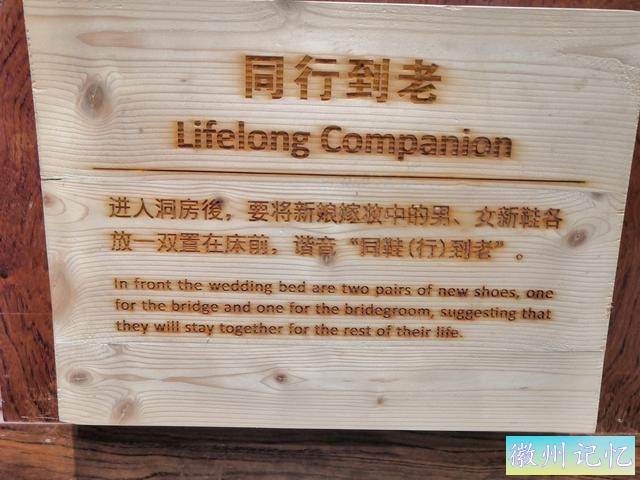 同行到老
Lifelong Companion
进入洞房後，要将新娘嫁妆中的男、女新鞋各
放一双置在床前，谐音“同鞋(行)到老”。
In front the wedding bed are two pairs of new shoes, one
for the bridge and one for the bridegroom, suggesting that
they will stay together for the rest of their life.
徽州记忆